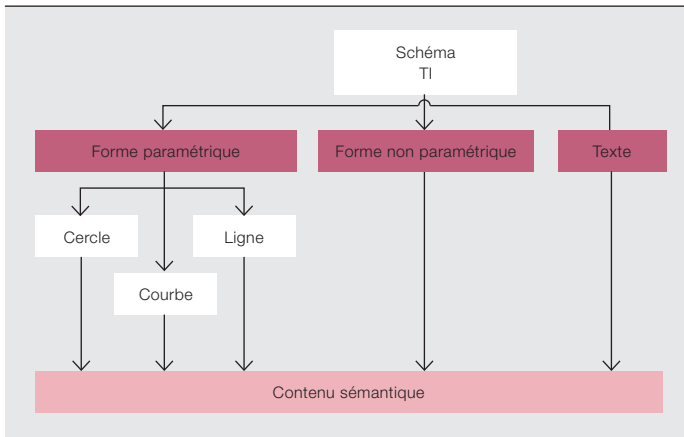 Schéma
TI
Forme paramétrique
Forme non paramétrique
Texte
Cercle
Ligne
Courbe
Contenu sémantique